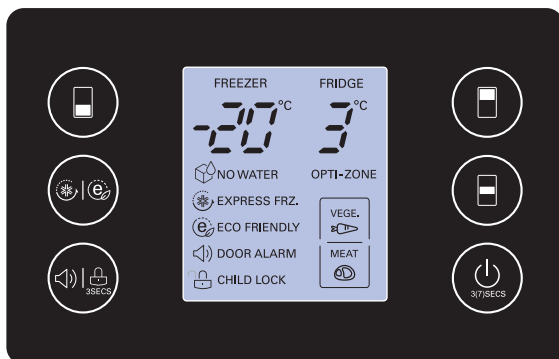 FREEZER FRIDGE
-20 °C 3 °C
NO WATER OPTI-ZONE
EXPRESS FRZ.
VEGE.
e ECO FRIENDLY
DOOR ALARM MEAT
CHILD LOCK
e
3SECS
3(7)SECS